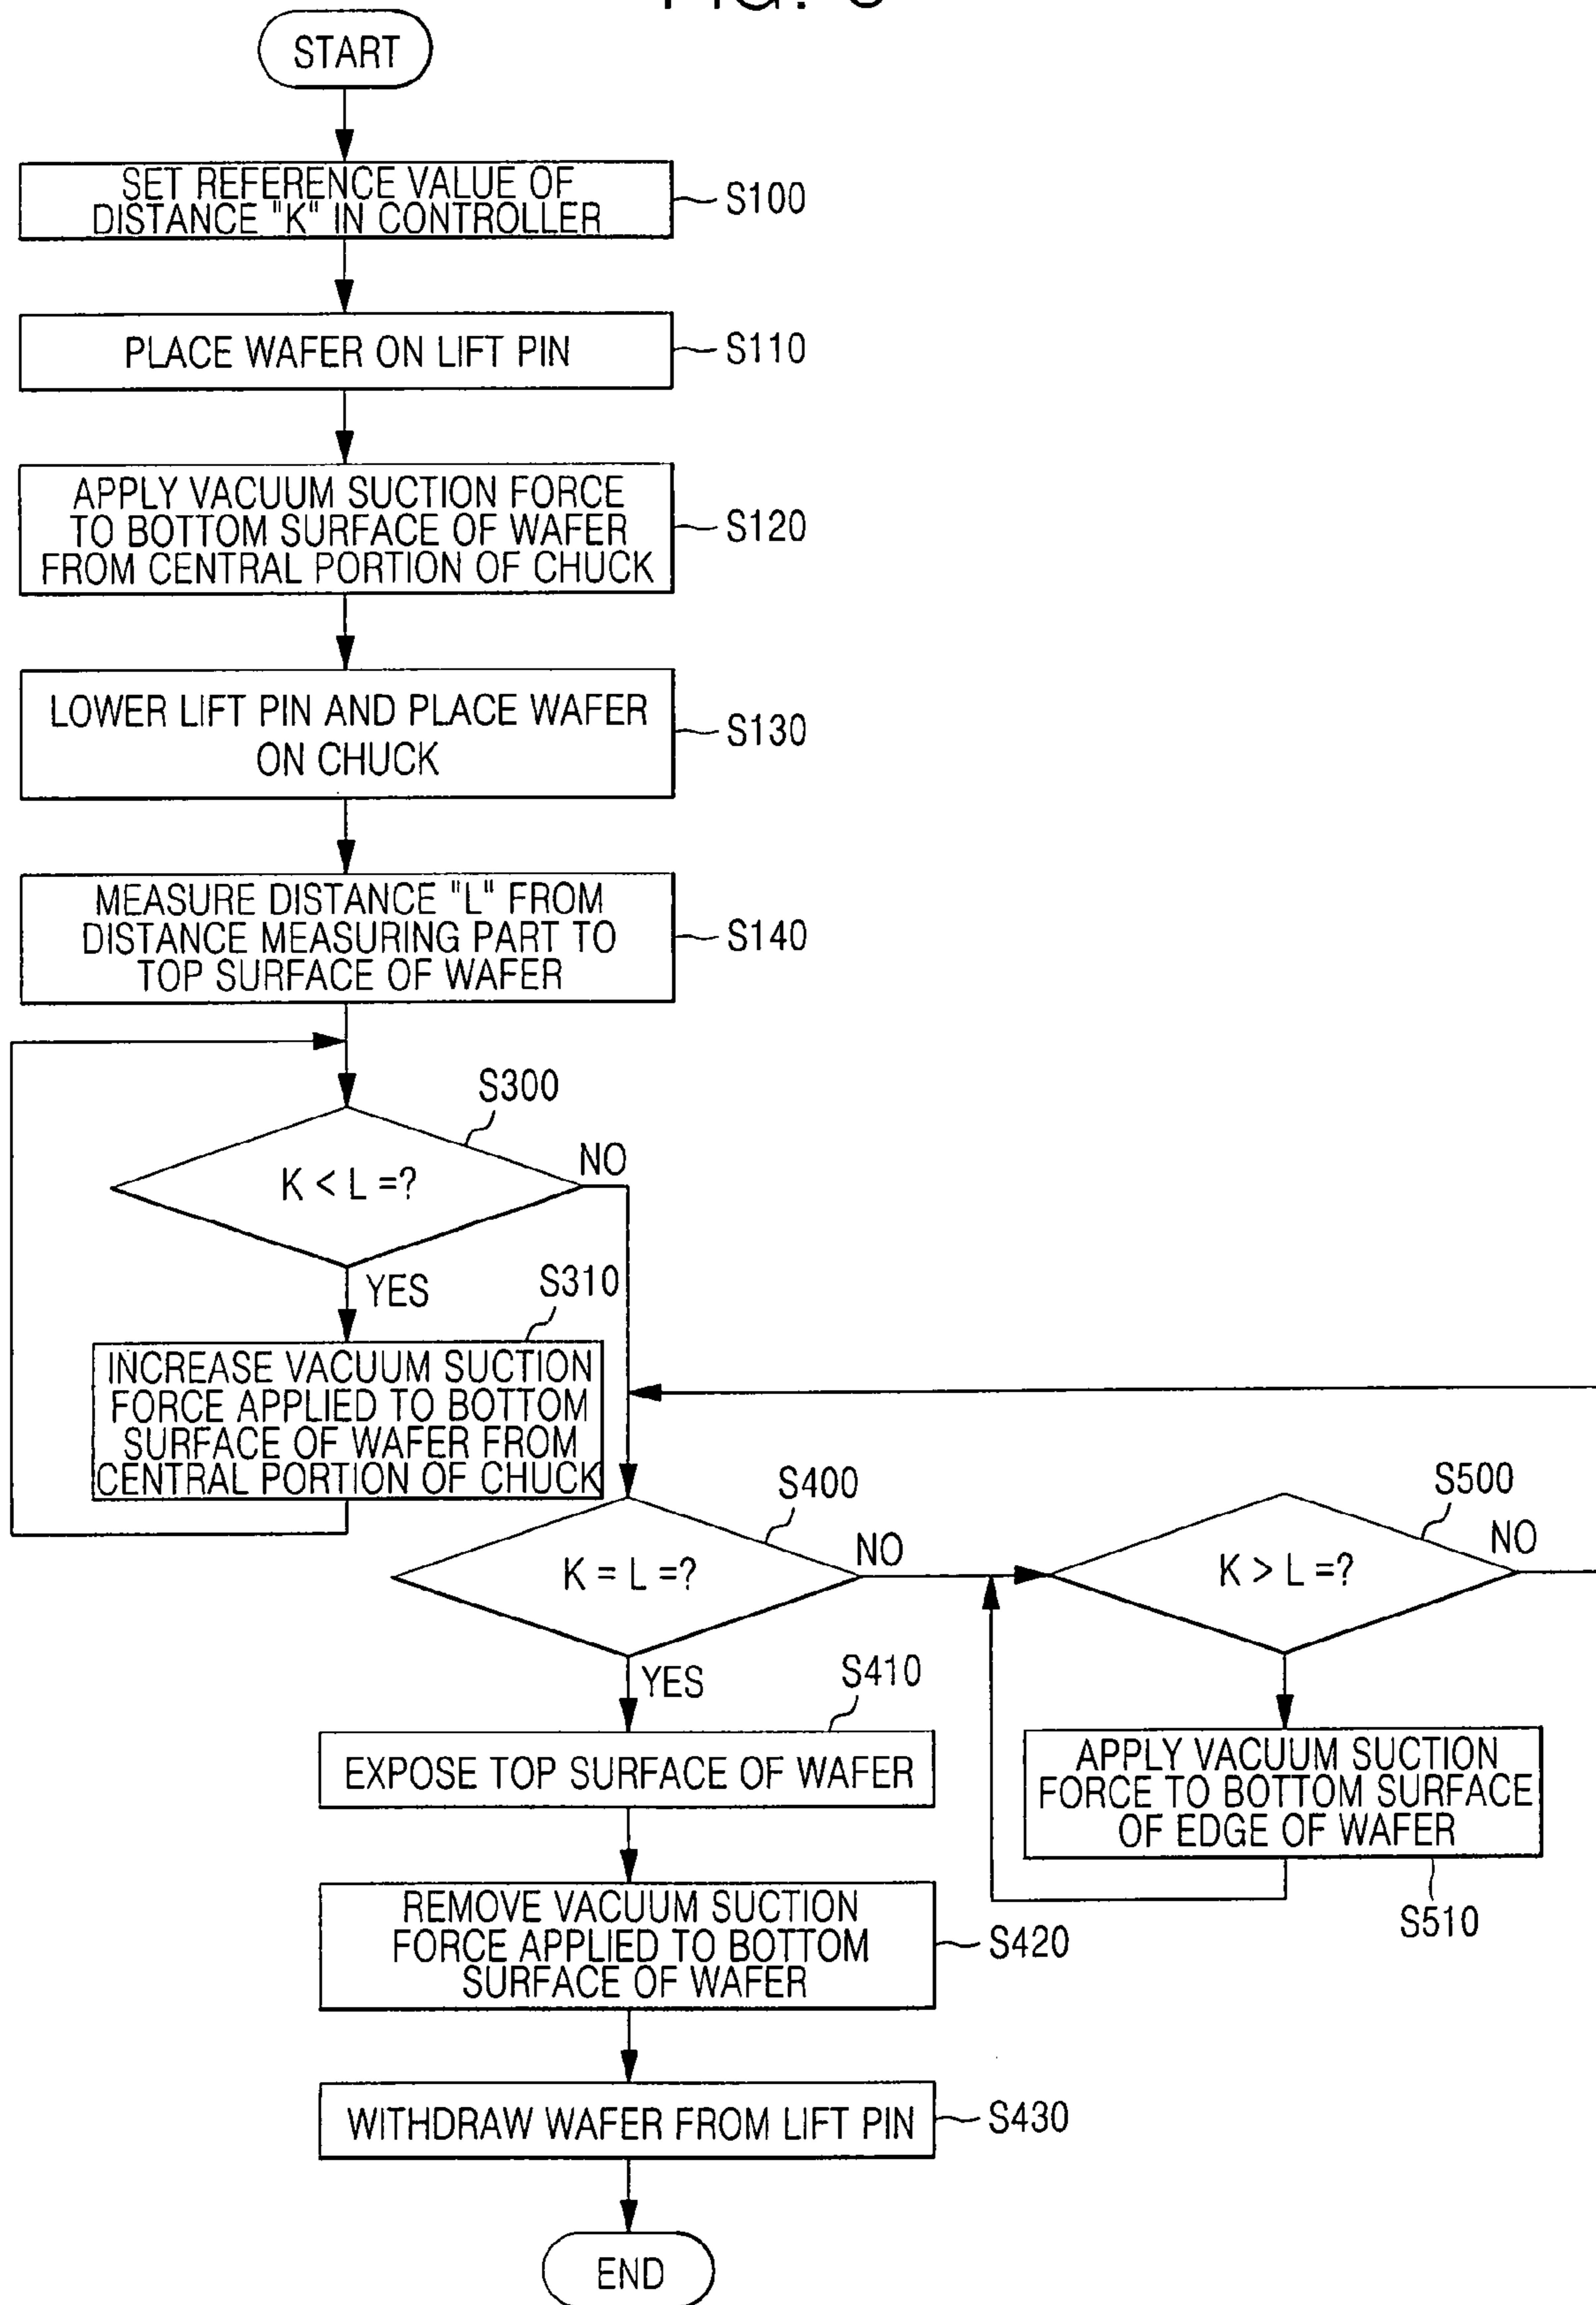 START
SET REFERENCE VALUE OF
DISTANCE "K" IN CONTROLLER
S100
PLACE WAFER ON LIFT PIN
S110
APPLY VACUUM SUCTION FORCE
TO BOTTOM SURFACE OF WAFER
FROM CENTRAL PORTION OF CHUCK
S120
LOWER LIFT PIN AND PLACE WAFER
ON CHUCK
S130
MEASURE DISTANCE "L" FROM
DISTANCE MEASURING PART TO
TOP SURFACE OF WAFER
S140
S300
K < L =?
NO
YES
S310
INCREASE VACUUM SUCTION
FORCE APPLIED TO BOTTOM
SURFACE OF WAFER FROM
CENTRAL PORTION OF CHUCK
S400
K = L =?
NO
YES
S500
K > L =?
NO
S410
EXPOSE TOP SURFACE OF WAFER
APPLY VACUUM SUCTION
FORCE TO BOTTOM SURFACE
OF EDGE OF WAFER
S510
REMOVE VACUUM SUCTION
FORCE APPLIED TO BOTTOM
SURFACE OF WAFER
S420
WITHDRAW WAFER FROM LIFT PIN
S430
END